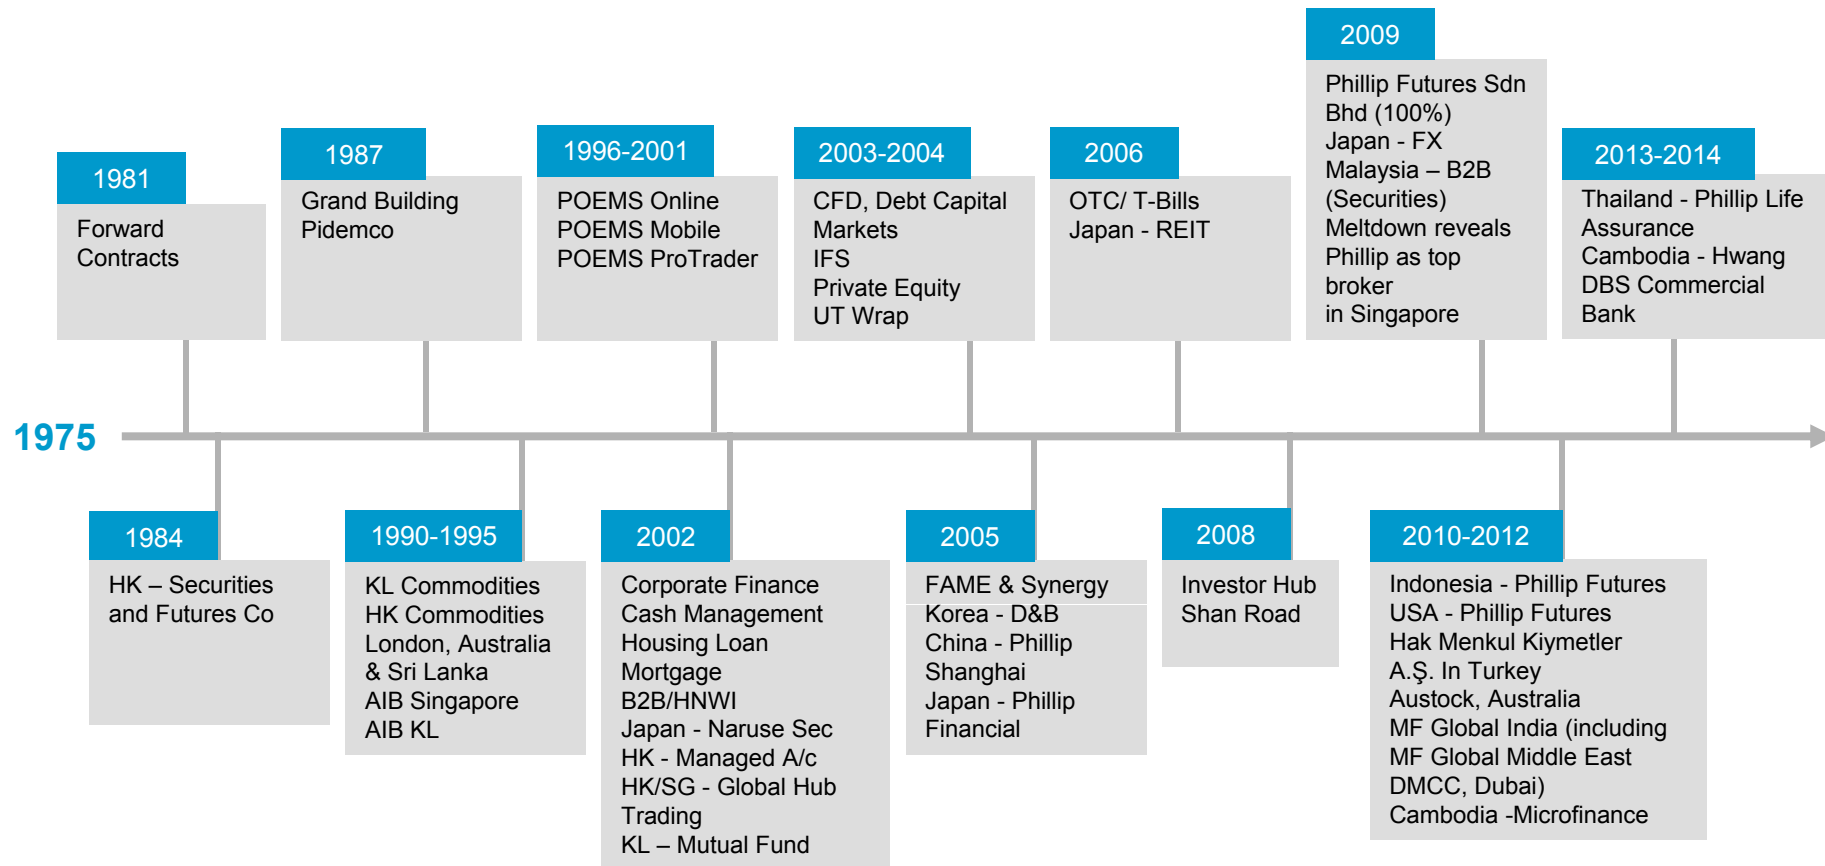 2009
Phillip Futures Sdn
Bhd (100%)
Japan - FX
Malaysia – B2B
(Securities)
Meltdown reveals
Phillip as top
broker
in Singapore
1981
Forward
Contracts
1987
Grand Building
Pidemco
1996-2001
POEMS Online
POEMS Mobile
POEMS ProTrader
2003-2004
CFD, Debt Capital
Markets
IFS
Private Equity
UT Wrap
2006
OTC/ T-Bills
Japan - REIT
2013-2014
Thailand - Phillip Life
Assurance
Cambodia - Hwang
DBS Commercial
Bank
1975
1984
HK – Securities
and Futures Co
1990-1995
KL Commodities
HK Commodities
London, Australia
& Sri Lanka
AIB Singapore
AIB KL
2002
Corporate Finance
Cash Management
Housing Loan
Mortgage
B2B/HNWI
Japan - Naruse Sec
HK - Managed A/c
HK/SG - Global Hub
Trading
KL – Mutual Fund
2005
FAME & Synergy
Korea - D&B
China - Phillip
Shanghai
Japan - Phillip
Financial
2008
Investor Hub
Shan Road
2010-2012
Indonesia - Phillip Futures
USA - Phillip Futures
Hak Menkul Kiymetler
A.Ş. In Turkey
Austock, Australia
MF Global India (including
MF Global Middle East
DMCC, Dubai)
Cambodia -Microfinance